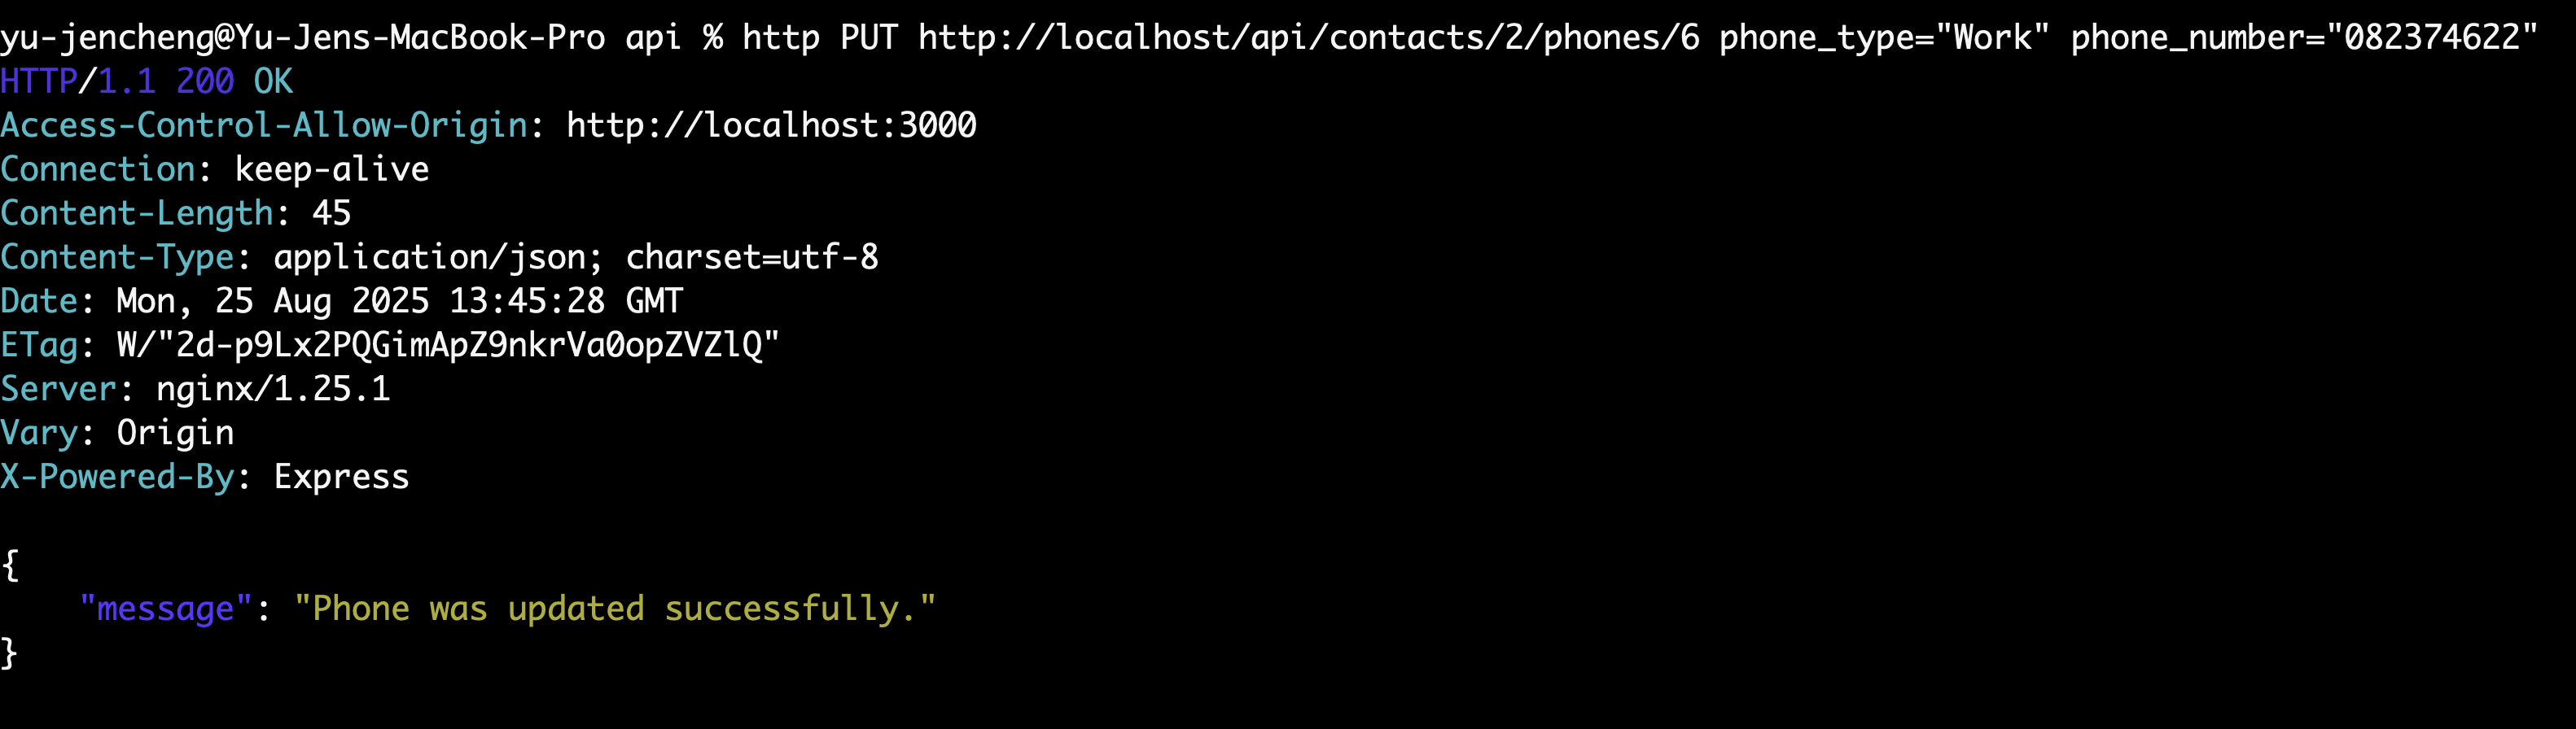 yu-jencheng@Yu-Jens-MacBook-Pro api % http PUT http://localhost/api/contacts/2/phones/6 phone_type="Work" phone_number="082374622"
HTTP/1.1 200 OK
Access-Control-Allow-Origin: http://localhost:3000
Connection: keep-alive
Content-Length: 45
Content-Type: application/json; charset=utf-8
Date: Mon, 25 Aug 2025 13:45:28 GMT
ETag: W/"2d-p9Lx2PQGimApZ9nkrVa0opZVZlQ"
Server: nginx/1.25.1
Vary: Origin
X-Powered-By: Express
{
    "message": "Phone was updated successfully."
}